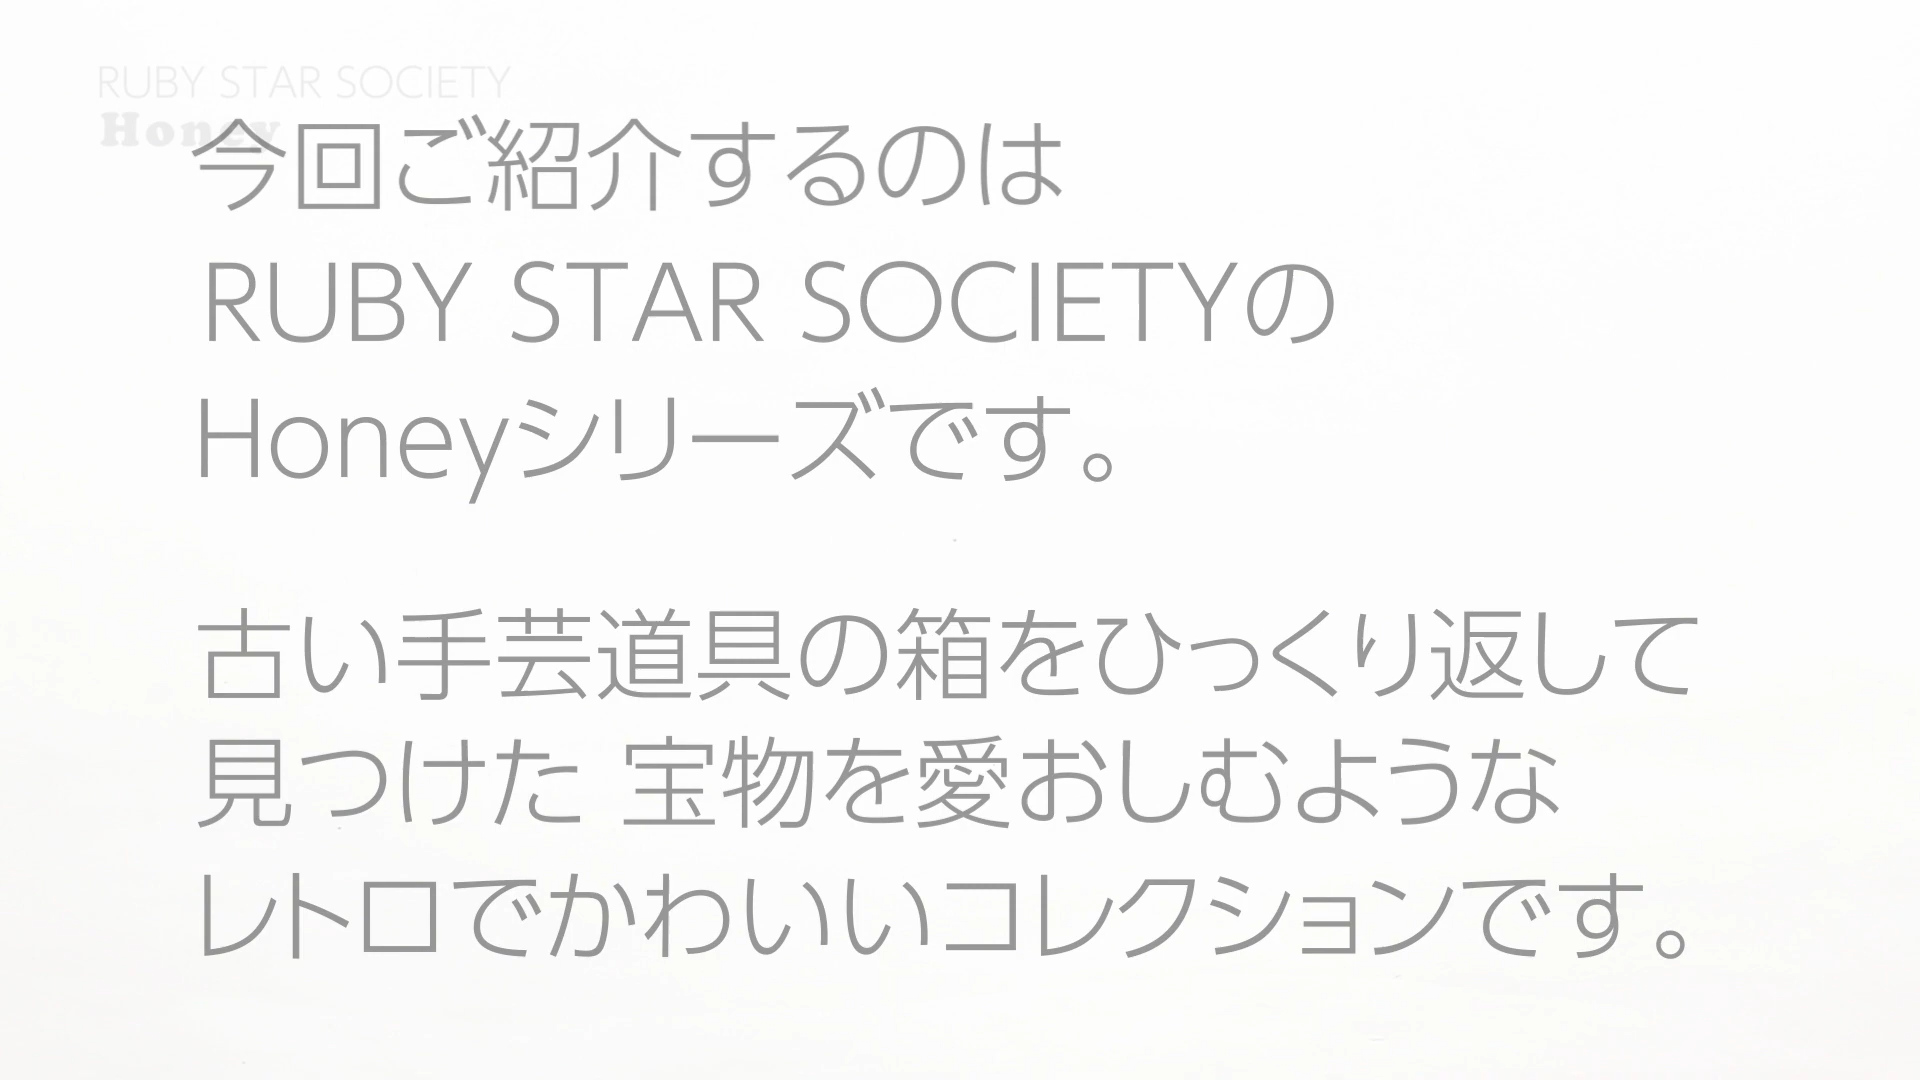 RUBY STAR SOCIETY
Honey
今回ご紹介するのは
RUBY STAR SOCIETYの
Honeyシリーズです。
古い手芸道具の箱をひっくり返して
見つけた 宝物を愛おしむような
レトロでかわいいコレクションです。